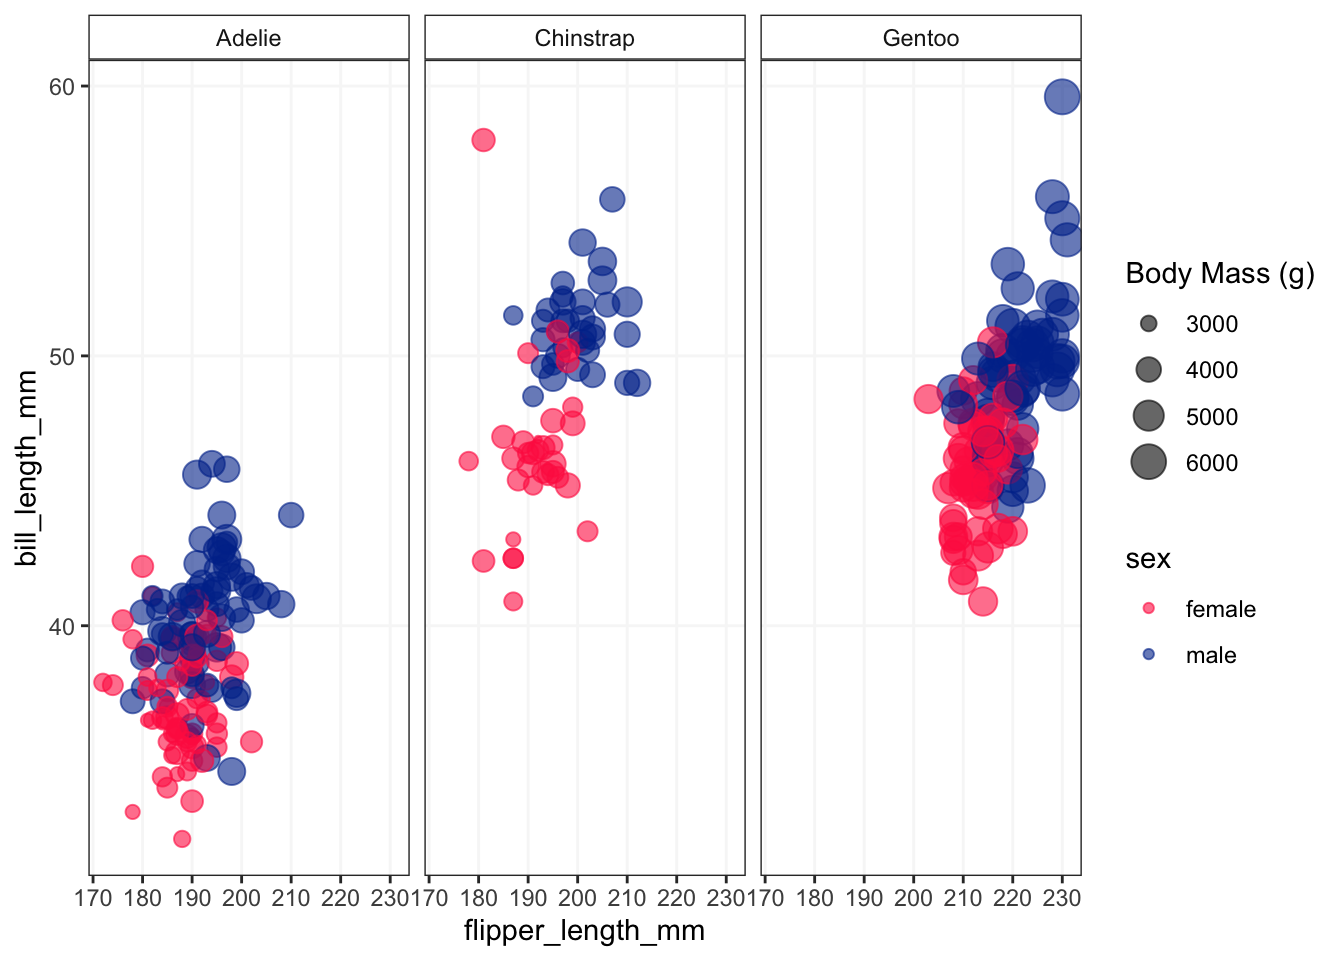 Adelie Chinstrap Gentoo
60
50
40
bill_length_mm
170 180 190 200 210 220 230 170 180 190 200 210 220 230 170 180 190 200 210 220 230
flipper_length_mm
Body Mass (g)
3000
4000
5000
6000
sex
female
male